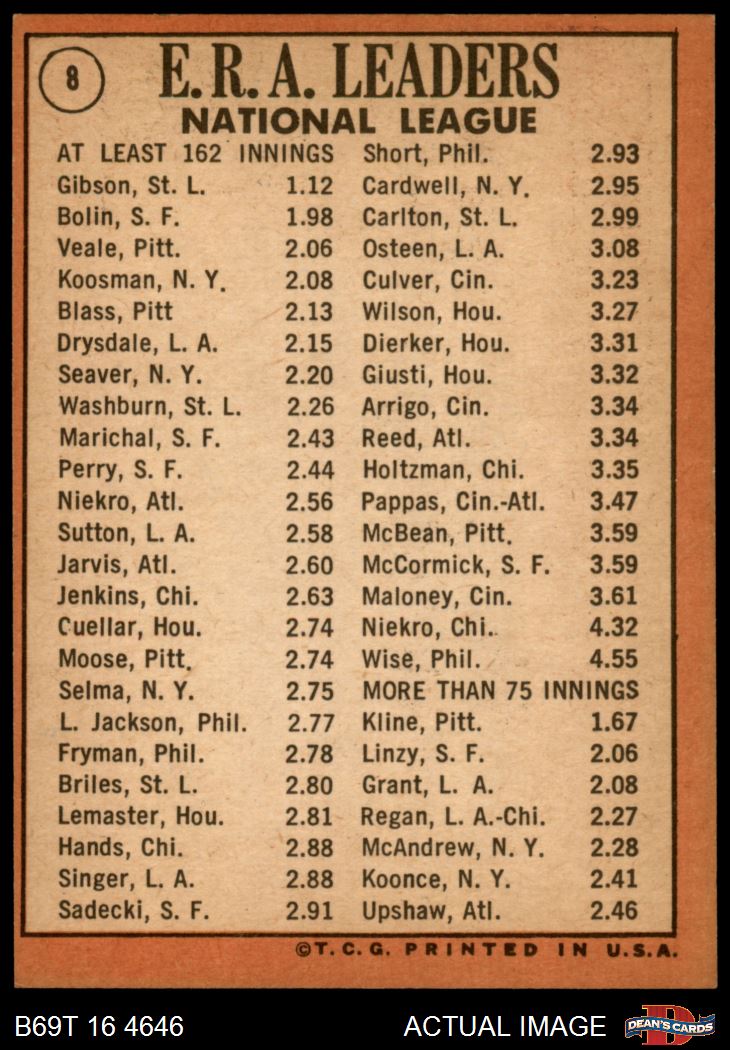 8
E. R. A. LEADERS
NATIONAL LEAGUE
AT LEAST 162 INNINGS
Gibson, St. L. 1.12
Bolin, S. F. 1.98
Veale, Pitt. 2.06
Koosman, N. Y. 2.08
Blass, Pitt 2.13
Drysdale, L. A. 2.15
Seaver, N. Y. 2.20
Washburn, St. L. 2.26
Marichal, S. F. 2.43
Perry, S. F. 2.44
Niekro, Atl. 2.56
Sutton, L. A. 2.58
Jarvis, Atl. 2.60
Jenkins, Chi. 2.63
Cuellar, Hou. 2.74
Moose, Pitt. 2.74
Selma, N. Y. 2.75
L. Jackson, Phil. 2.77
Fryman, Phil. 2.78
Briles, St. L. 2.80
Lemaster, Hou. 2.81
Hands, Chi. 2.88
Singer, L. A. 2.88
Sadecki, S. F. 2.91
Short, Phil. 2.93
Cardwell, N. Y. 2.95
Carlton, St. L. 2.99
Osteen, L. A. 3.08
Culver, Cin. 3.23
Wilson, Hou. 3.27
Dierker, Hou. 3.31
Giusti, Hou. 3.32
Arrigo, Cin. 3.34
Reed, Atl. 3.34
Holtzman, Chi. 3.35
Pappas, Cin.-Atl. 3.47
McBean, Pitt. 3.59
McCormick, S. F. 3.59
Maloney, Cin. 3.61
Niekro, Chi. 4.32
Wise, Phil. 4.55
MORE THAN 75 INNINGS
Kline, Pitt. 1.67
Linzy, S. F. 2.06
Grant, L. A. 2.08
Regan, L. A.-Chi. 2.27
McAndrew, N. Y. 2.28
Koonce, N. Y. 2.41
Upshaw, Atl. 2.46
©T. C. G. PRINTED IN U.S.A.
B69T 16 4646
ACTUAL IMAGE
D
DEAN'S CARDS